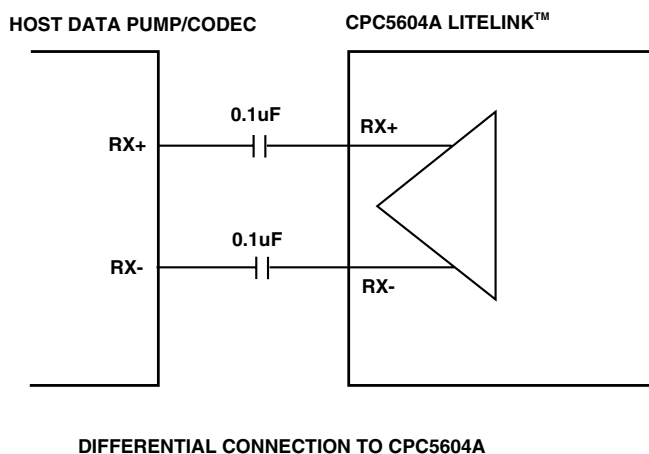 HOST DATA PUMP/CODEC
CPC5604A LITELINK™
0.1uF
RX+
RX+
0.1uF
RX-
RX-
DIFFERENTIAL CONNECTION TO CPC5604A